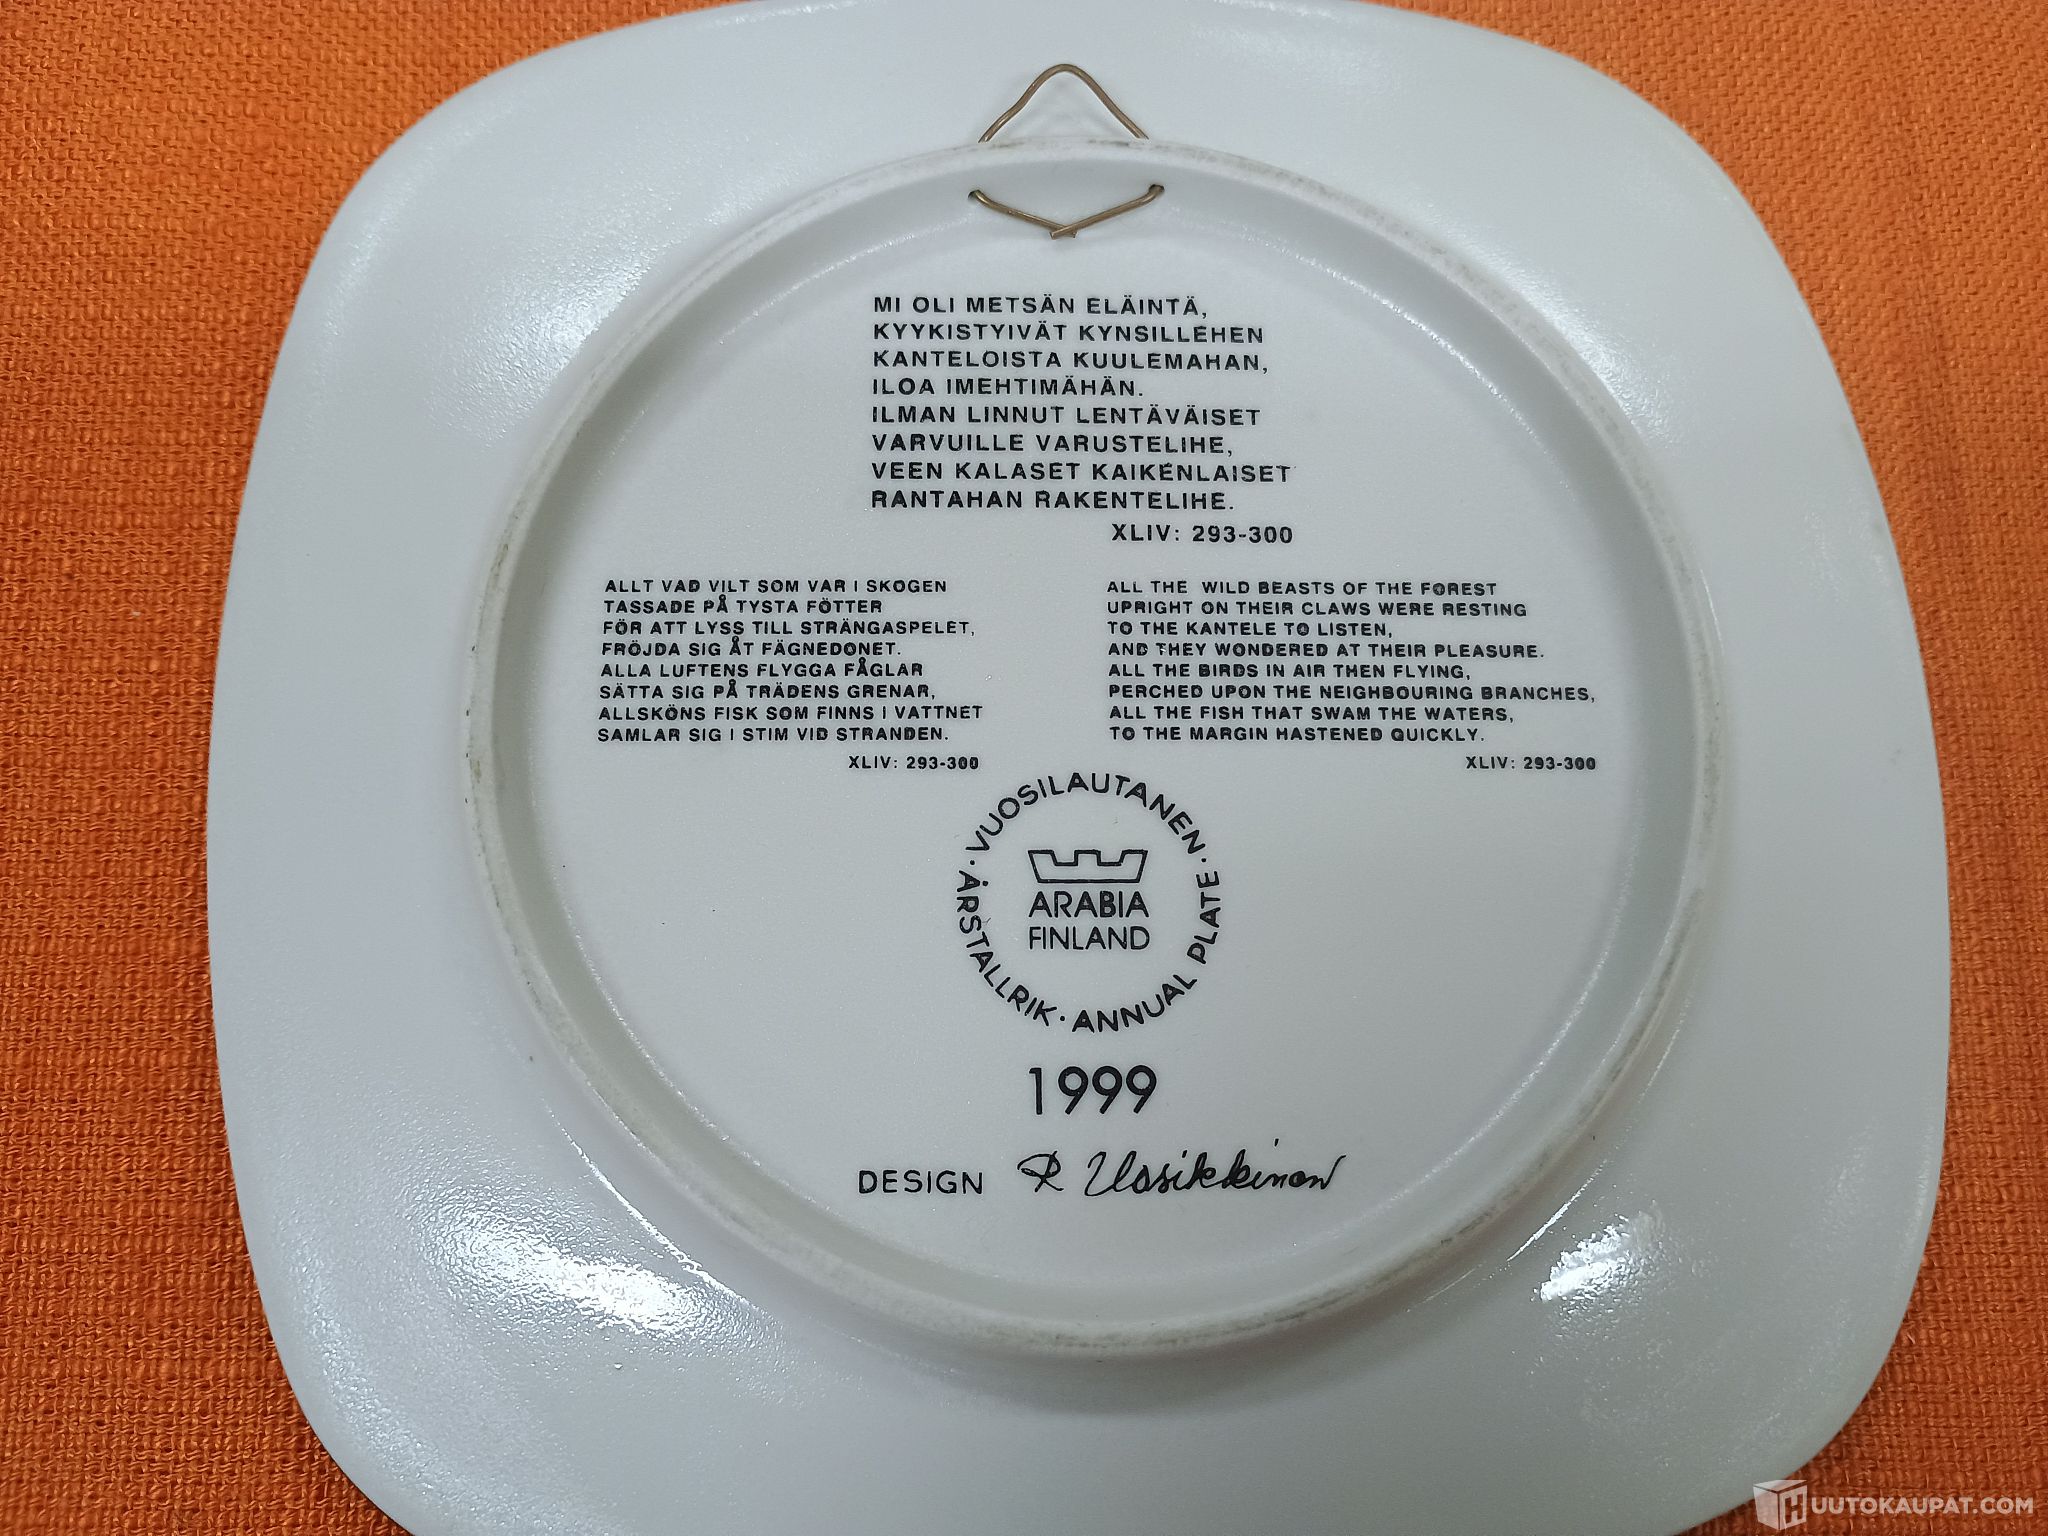 MI OLI METSÄN ELÄINTÄ,
KYYKISTYIVÄT KYNSILLEHEN
KANTELOISTA KUULEMAHAN,
ILOA IMEHTIMÄHÄN.
ILMAN LINNUT LENTÄVÄISET
VARVUILLE VARUSTELIHE,
VEEN KALASET KAIKENLAISET
RANTAHAN RAKENTELIHE.
XLIV: 293-300
ALLT VAD VILT SOM VAR I SKOGEN
TASSADE PÅ TYSTA FÖTTER
FÖR ATT LYSS TILL STRÄNGASPELET,
FRÖJDA SIG ÅT FÄGNEDONET.
ALLA LUFTENS FLYGGA FÅGLAR
SÄTTA SIG PÅ TRÄDENS GRENAR,
ALLSKÖNS FISK SOM FINNS I VATTNET
SAMLAR SIG I STIM VID STRANDEN.
XLIV: 293-300
ALL THE WILD BEASTS OF THE FOREST
UPRIGHT ON THEIR CLAWS WERE RESTING
TO THE KANTELE TO LISTEN,
AND THEY WONDERED AT THEIR PLEASURE.
ALL THE BIRDS IN AIR THEN FLYING,
PERCHED UPON THE NEIGHBOURING BRANCHES,
ALL THE FISH THAT SWAM THE WATERS,
TO THE MARGIN HASTENED QUICKLY.
XLIV: 293-300
· VUOSILAUTANEN · ANNUAL PLATE · ÅRSTALLRIK
ARABIA
FINLAND
1999
DESIGN R Uosikkinen
HUUTOKAUPAT.COM